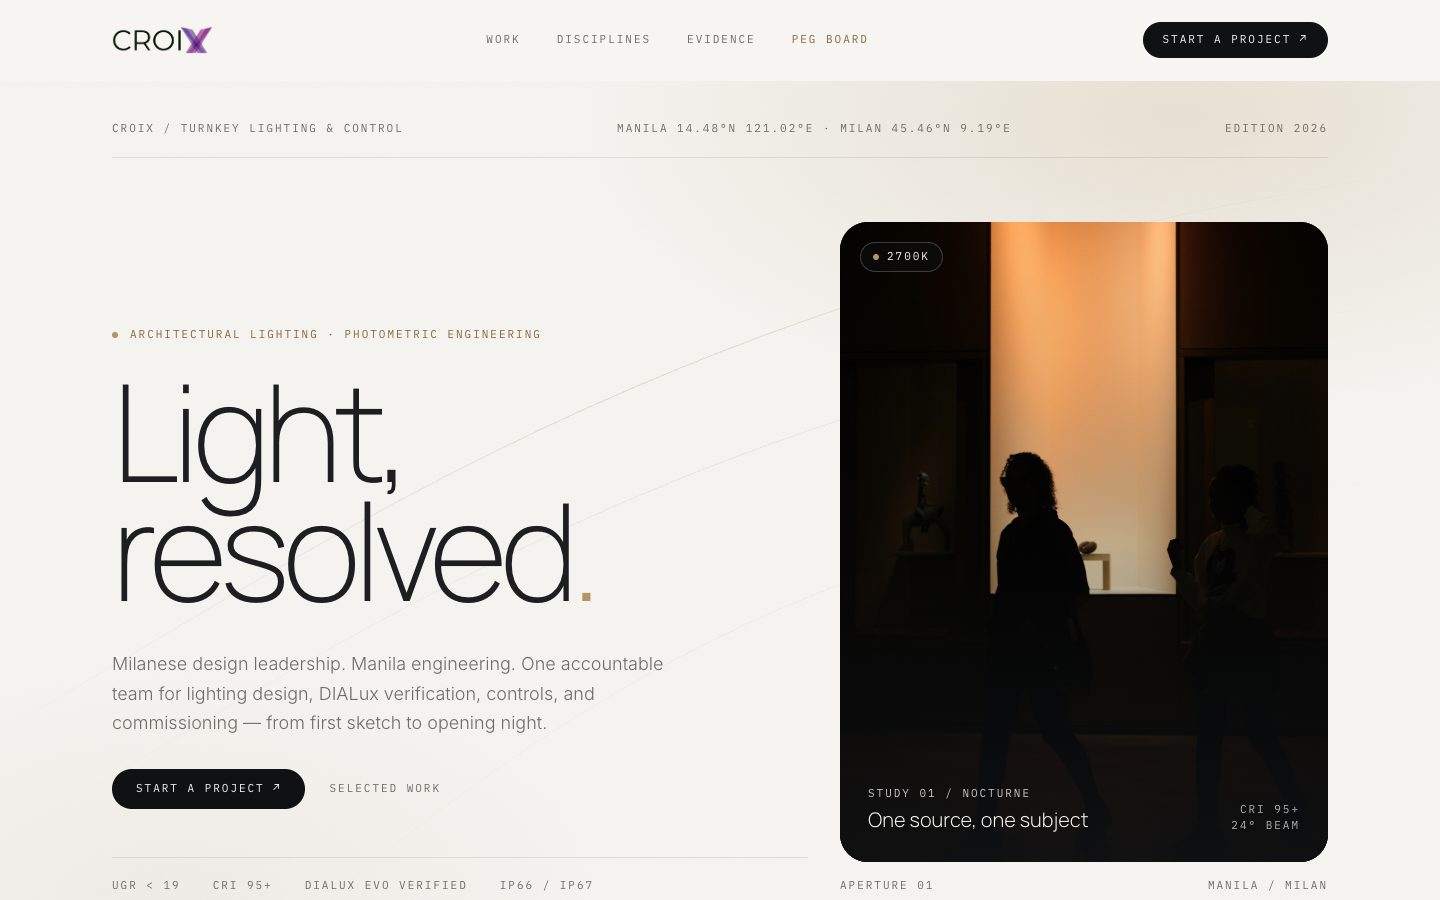 CROIX
WORK
DISCIPLINES
EVIDENCE
PEG BOARD
START A PROJECT ↗
CROIX / TURNKEY LIGHTING & CONTROL
MANILA 14.48°N 121.02°E · MILAN 45.46°N 9.19°E
EDITION 2026
ARCHITECTURAL LIGHTING · PHOTOMETRIC ENGINEERING
Light,
resolved.
Milanese design leadership. Manila engineering. One accountable
team for lighting design, DIALux verification, controls, and
commissioning — from first sketch to opening night.
START A PROJECT ↗
SELECTED WORK
UGR < 19
CRI 95+
DIALUX EVO VERIFIED
IP66 / IP67
2700K
STUDY 01 / NOCTURNE
One source, one subject
CRI 95+
24° BEAM
APERTURE 01
MANILA / MILAN